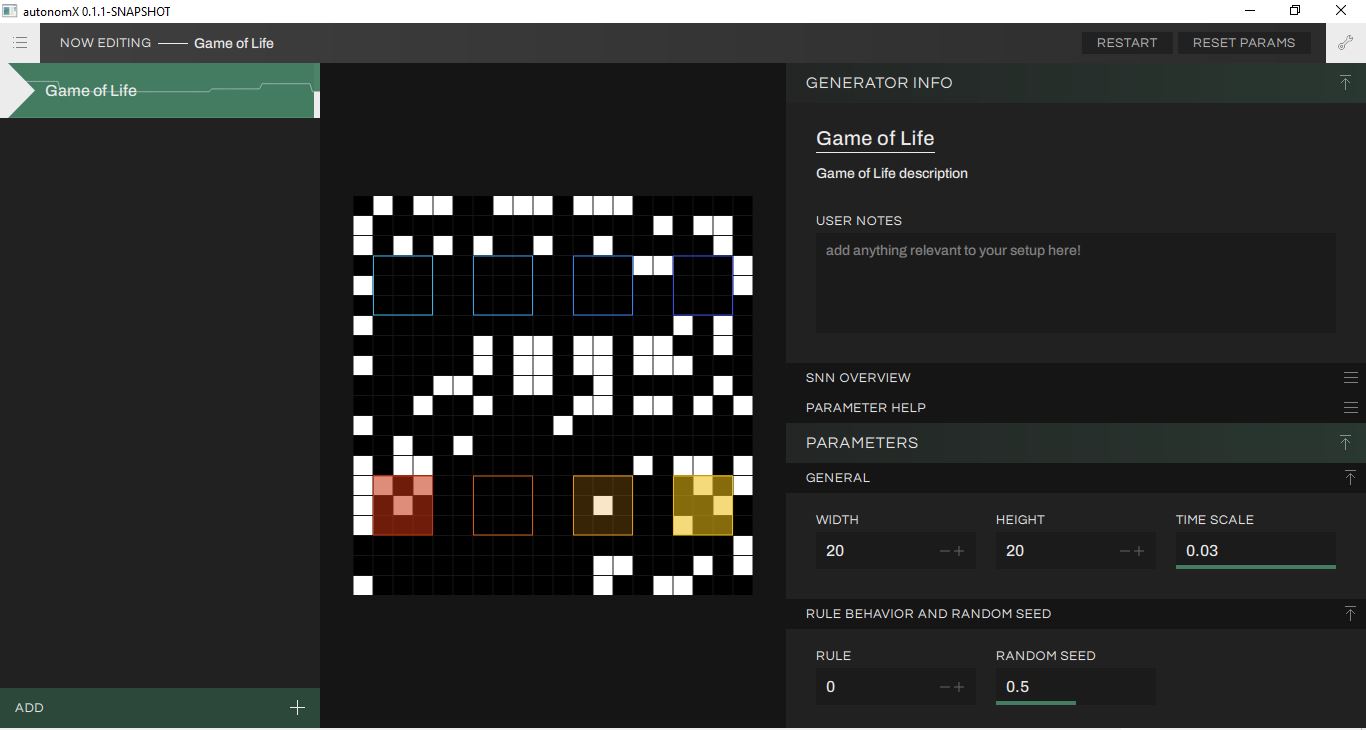 autonomX 0.1.1-SNAPSHOT
NOW EDITING Game of Life RESTART RESET PARAMS
Game of Life
GENERATOR INFO
Game of Life
Game of Life description
USER NOTES
add anything relevant to your setup here!
SNN OVERVIEW
PARAMETER HELP
PARAMETERS
GENERAL
WIDTH HEIGHT TIME SCALE
20 20 0.03
RULE BEHAVIOR AND RANDOM SEED
RULE RANDOM SEED
0 0.5
ADD